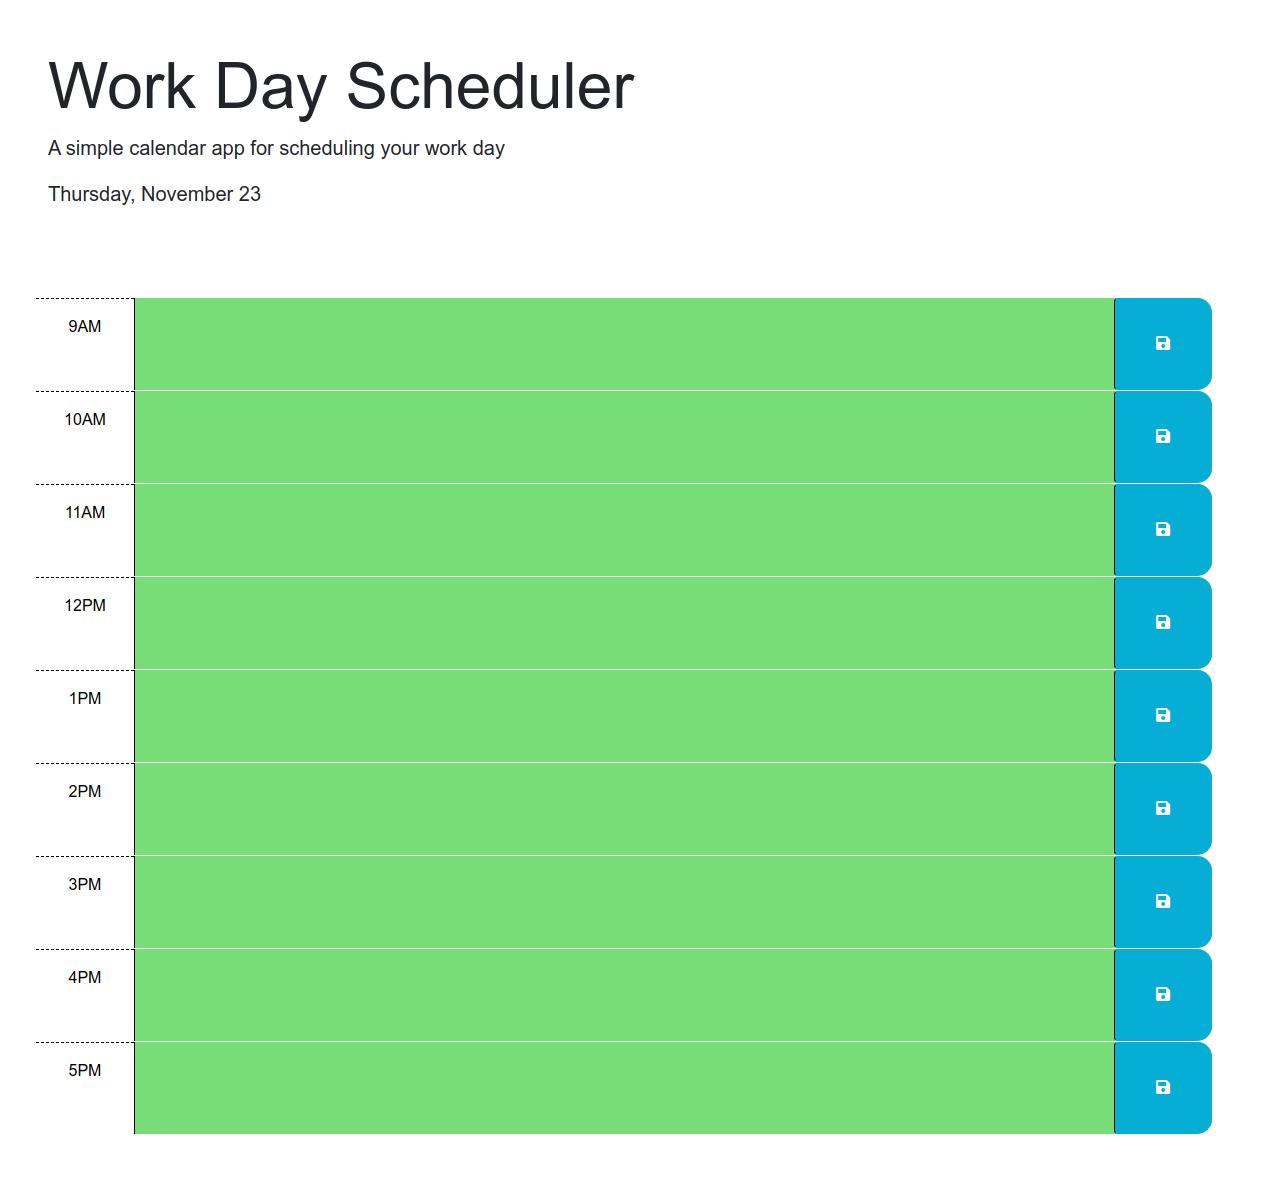 Work Day Scheduler
A simple calendar app for scheduling your work day
Thursday, November 23
9AM
10AM
11AM
12PM
1PM
2PM
3PM
4PM
5PM